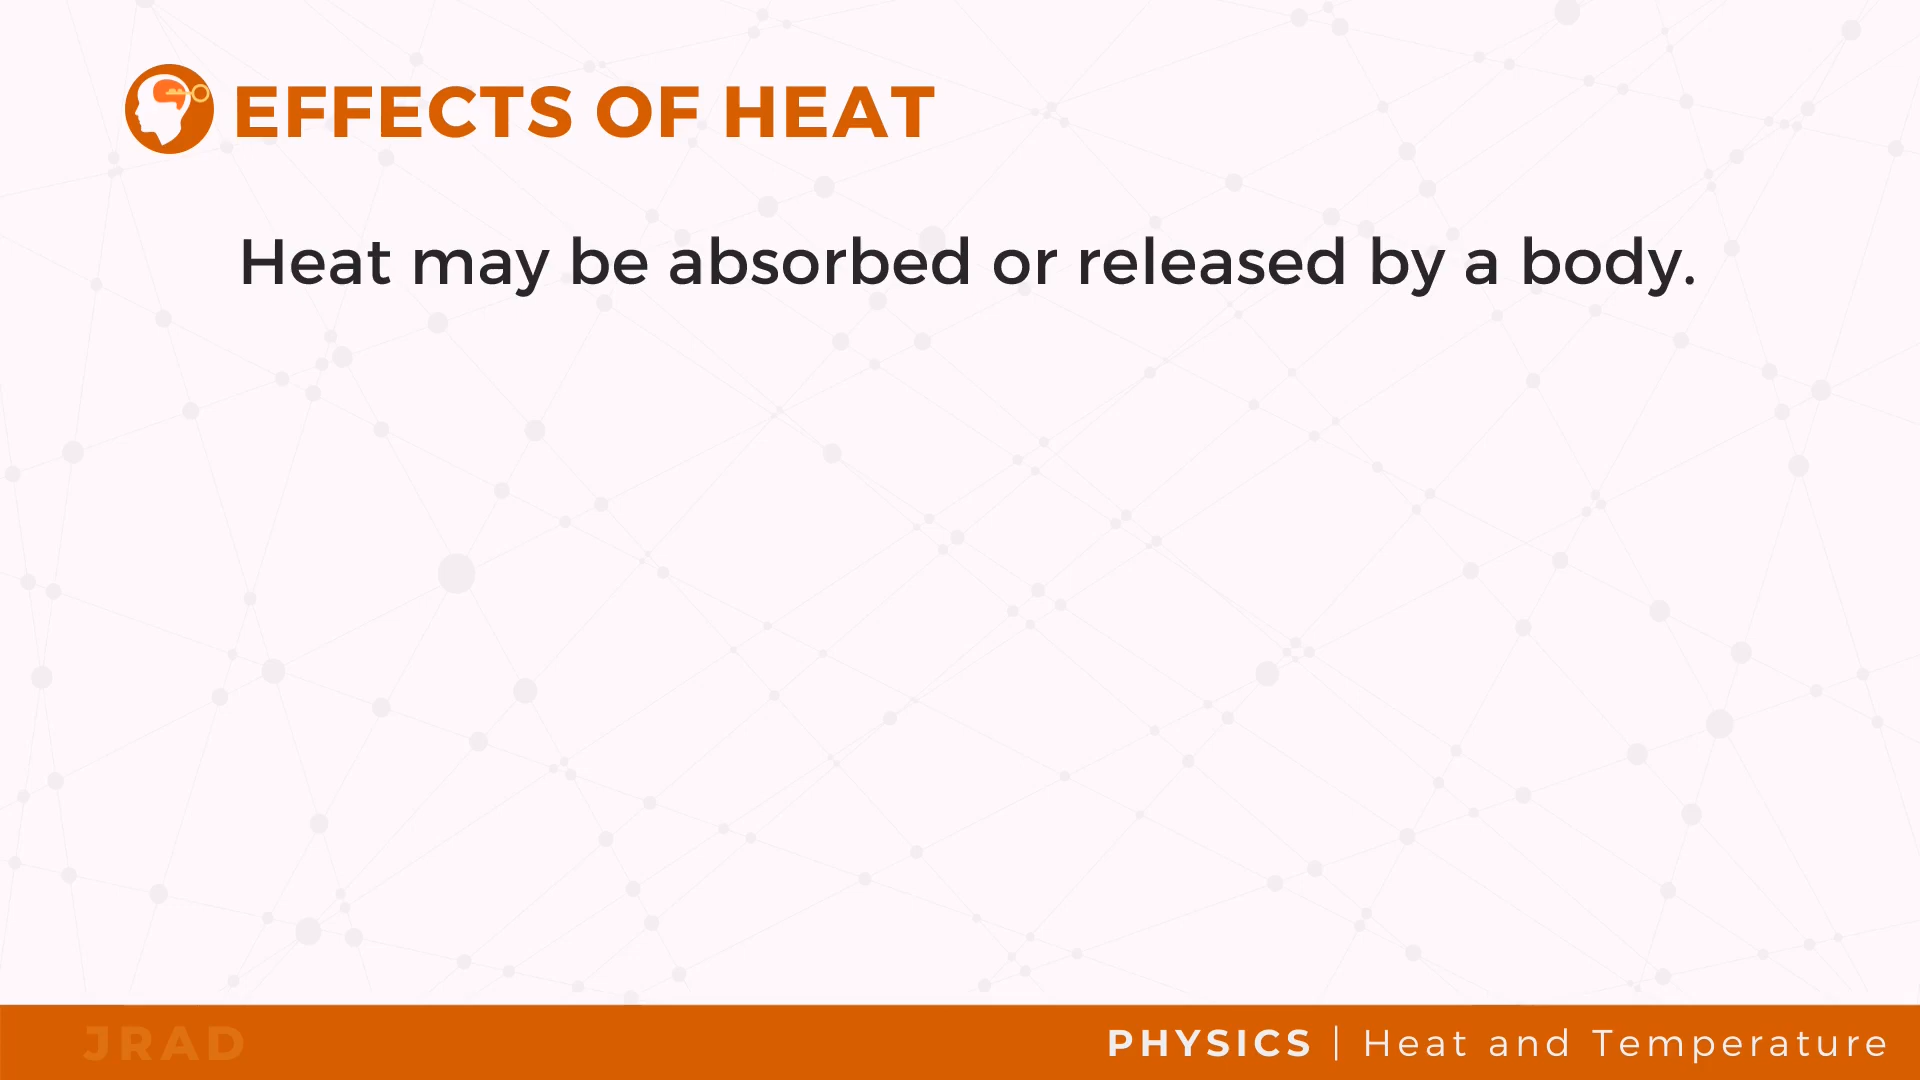 EFFECTS OF HEAT
Heat may be absorbed or released by a body.
JRAD
PHYSICS | Heat and Temperature